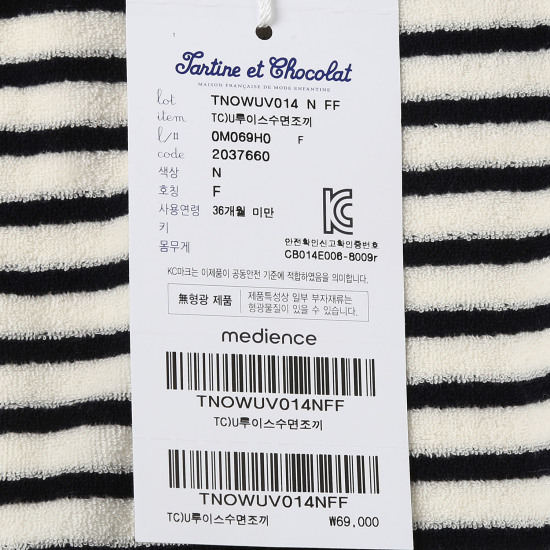 Tartine et Chocolat
MAISON FRANÇAISE DE MODE ENFANTINE
lot TNOWUV014 N FF
item TC)U루이스수면조끼
l/# 0M069H0 F
code 2037660
색상 N
호칭 F
사용연령 36개월 미만
키
몸무게
KC
안전확인신고확인증번호
CB014E006-8009r
KC마크는 이제품이 공통안전 기준에 적합하였음을 의미합니다.
無형광 제품
제품특성상 일부 부자재류는
형광물질이 있을 수 있습니다.
medience
TNOWUV014NFF
TC)U루이스수면조끼
TNOWUV014NFF
TC)U루이스수면조끼 ₩69,000